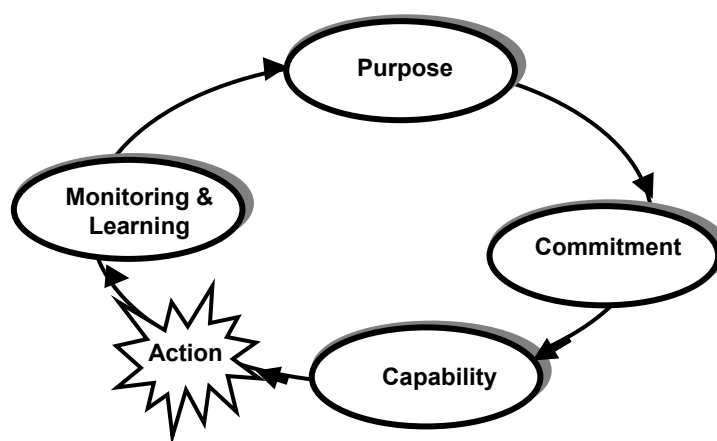 Purpose
Monitoring &
Learning
Commitment
Action
Capability